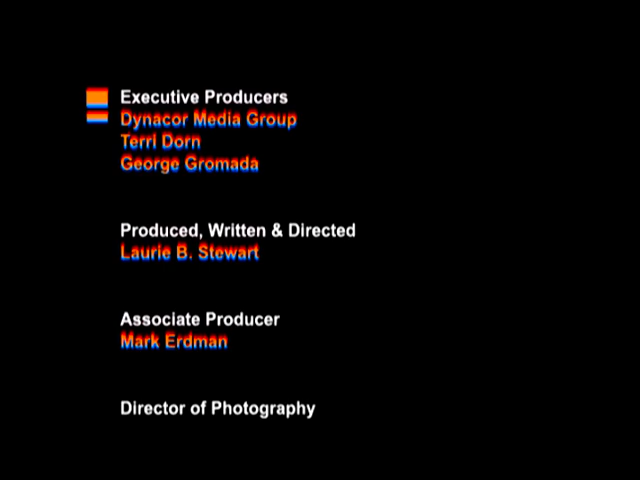 Executive Producers
Dynacor Media Group
Terri Dorn
George Gromada
Produced, Written & Directed
Laurie B. Stewart
Associate Producer
Mark Erdman
Director of Photography